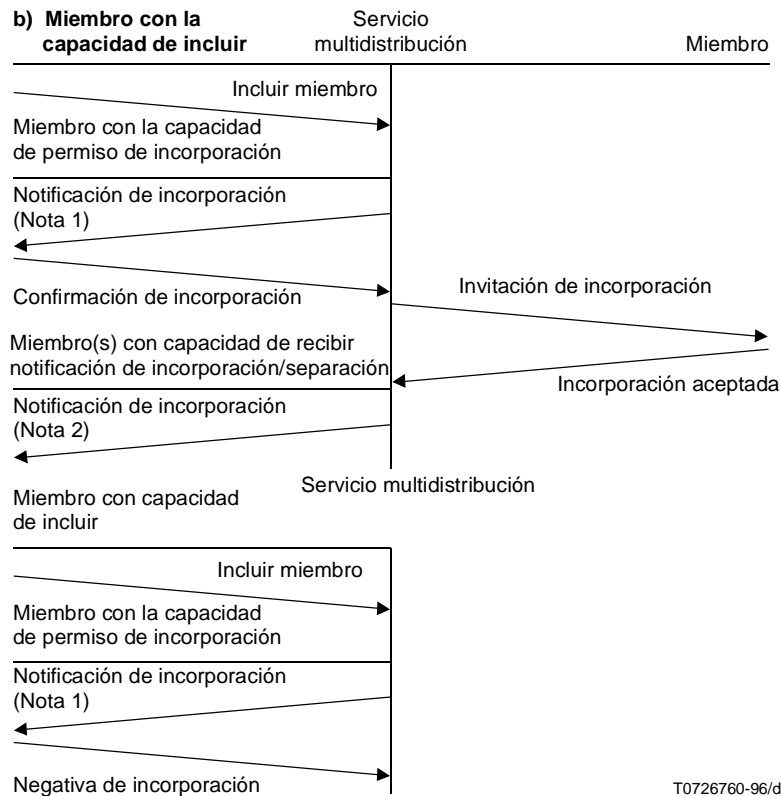 b) Miembro con la
capacidad de incluir
Servicio
multidistribución
Miembro
Incluir miembro
Miembro con la capacidad
de permiso de incorporación
Notificación de incorporación
(Nota 1)
Confirmación de incorporación
Invitación de incorporación
Miembro(s) con capacidad de recibir
notificación de incorporación/separación
Incorporación aceptada
Notificación de incorporación
(Nota 2)
Servicio multidistribución
Miembro con capacidad
de incluir
Incluir miembro
Miembro con la capacidad
de permiso de incorporación
Notificación de incorporación
(Nota 1)
Negativa de incorporación
T0726760-96/d